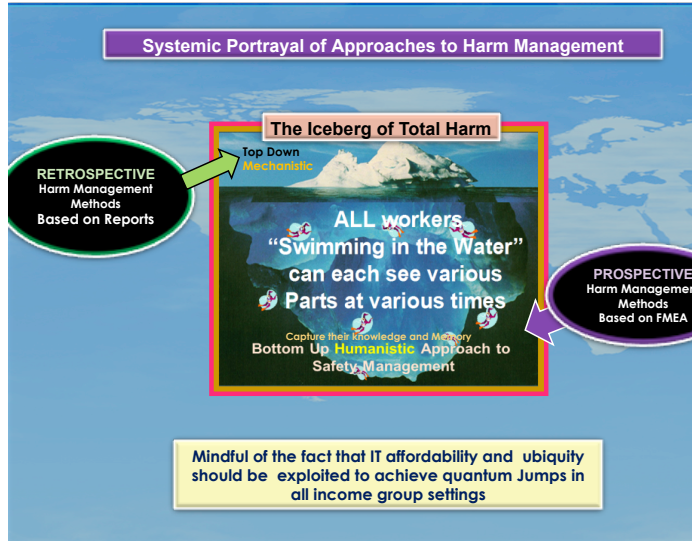 Systemic Portrayal of Approaches to Harm Management
The Iceberg of Total Harm
Top Down
Mechanistic
RETROSPECTIVE
Harm Management
Methods
Based on Reports
ALL workers
“Swimming in the Water”
can each see various
Parts at various times
Capture their knowledge and Memory
Bottom Up Humanistic Approach to
Safety Management
PROSPECTIVE
Harm Management
Methods
Based on FMEA
Mindful of the fact that IT affordability and ubiquity
should be exploited to achieve quantum Jumps in
all income group settings